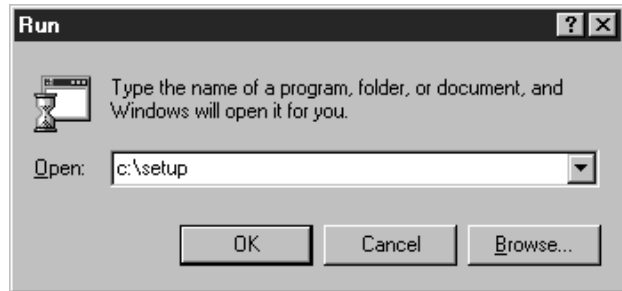 Run
Type the name of a program, folder, or document, and
Windows will open it for you.
Open: c:\setup
OK Cancel Browse...